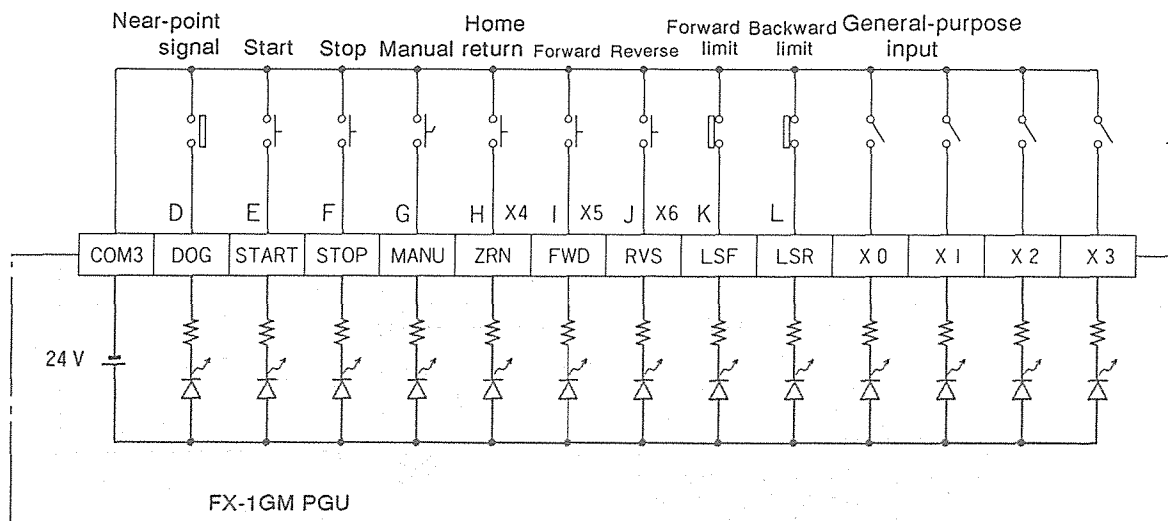 Near-point signal
Start
Stop
Manual
Home return
Forward
Reverse
Forward limit
Backward limit
General-purpose input
D
E
F
G
H
X4
I
X5
J
X6
K
L
COM3
DOG
START
STOP
MANU
ZRN
FWD
RVS
LSF
LSR
X 0
X 1
X 2
X 3
24 V
FX-1GM PGU